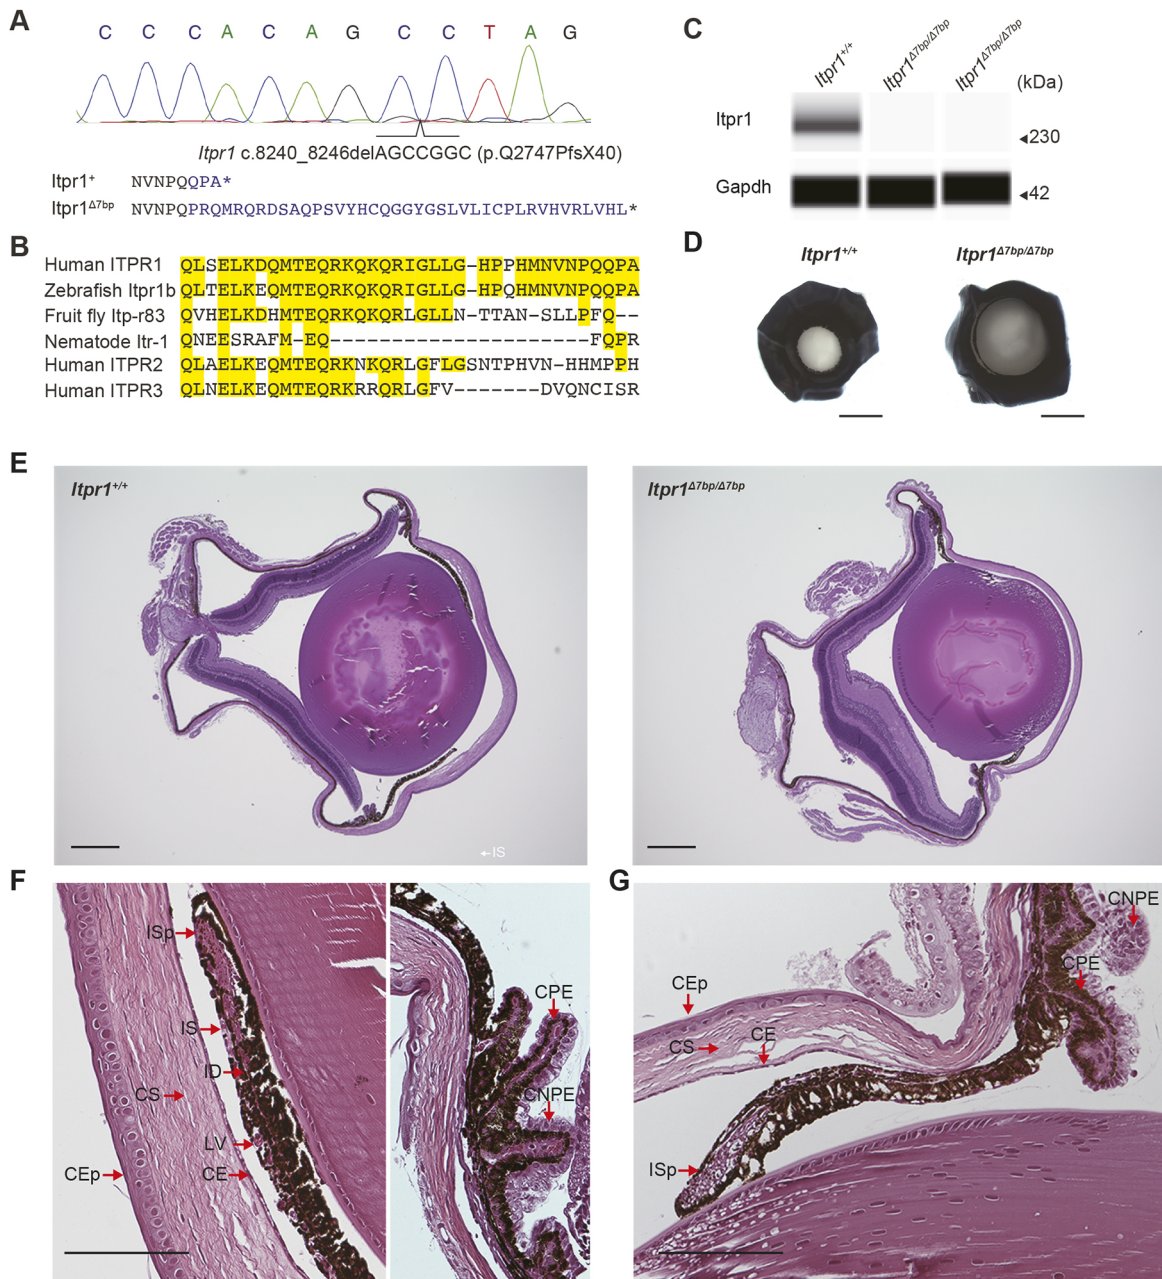 A
C C C A C A G C C T A G
Itpr1 c.8240_8246delAGCCGGC (p.Q2747PfsX40)
Itpr1+ NVNPQQPA*
Itpr1Δ7bp NVNPQPRQMRQRDSAQPSVYHCQGGYGSLVLICPLRVHVRLVHL*
B
Human ITPR1 QLSELKDQMTEQRKQKQRIGLLG-HPPHMNVNPQQPA
Zebrafish Itpr1b QLTELKEQMTEQRKQKQRIGLLG-HPQHMNVNPQQPA
Fruit fly Itp-r83 QVHELKDHMTEQRKQKQRLGLLN-TTAN-SLLPFQ--
Nematode Itr-1 QNEESRAFM-EQ---------------------FQPR
Human ITPR2 QLAELKEQMTEQRKNKQRLGFLGSNTPHVN-HHMPPH
Human ITPR3 QLNELKEQMTEQRKRRQRLGFV-------DVQNCISR
C
Itpr1+/+ Itpr1Δ7bp/Δ7bp Itpr1Δ7bp/Δ7bp
(kDa)
Itpr1 ◄230
Gapdh ◄42
D
Itpr1+/+ Itpr1Δ7bp/Δ7bp
E
Itpr1+/+ Itpr1Δ7bp/Δ7bp
←IS
F
ISp
IS
ID
CS
LV
CEp
CE
CPE
CNPE
G
CNPE
CPE
CEp
CE
CS
ISp